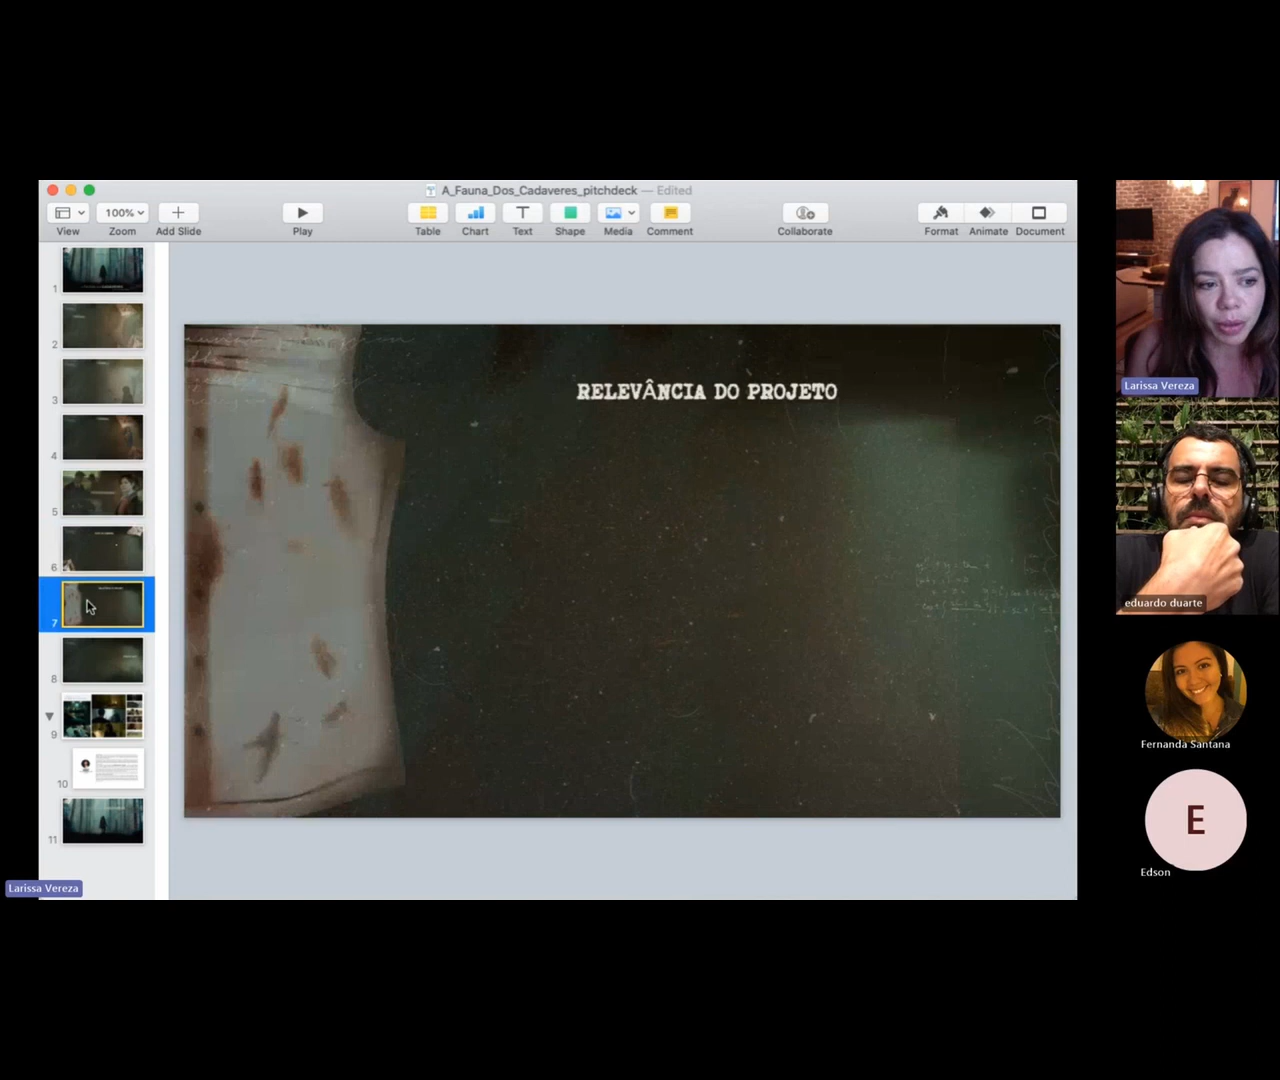 A_Fauna_Dos_Cadaveres_pitchdeck — Edited
100%
View Zoom Add Slide Play Table Chart Text Shape Media Comment Collaborate Format Animate Document
1
2
3
4
5
6
7
8
9
10
11
RELEVÂNCIA DO PROJETO
Larissa Vereza
Larissa Vereza
eduardo duarte
Fernanda Santana
E
Edson